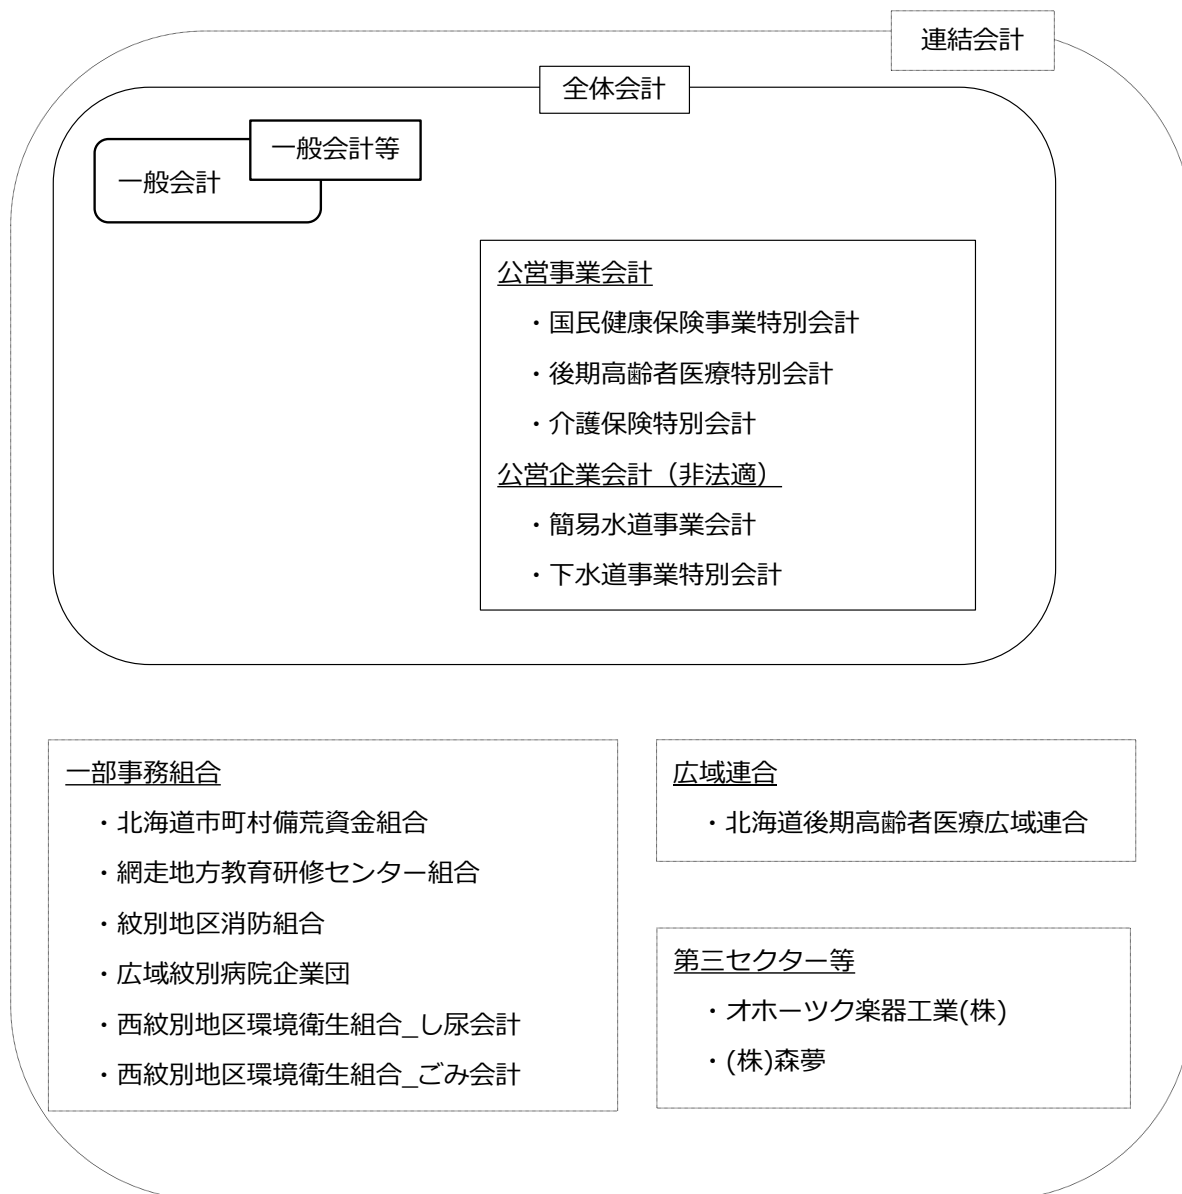 連結会計
全体会計
一般会計等
一般会計
公営事業会計
・国民健康保険事業特別会計
・後期高齢者医療特別会計
・介護保険特別会計
公営企業会計（非法適）
・簡易水道事業会計
・下水道事業特別会計
一部事務組合
・北海道市町村備荒資金組合
・網走地方教育研修センター組合
・紋別地区消防組合
・広域紋別病院企業団
・西紋別地区環境衛生組合_し尿会計
・西紋別地区環境衛生組合_ごみ会計
広域連合
・北海道後期高齢者医療広域連合
第三セクター等
・オホーツク楽器工業(株)
・(株)森夢